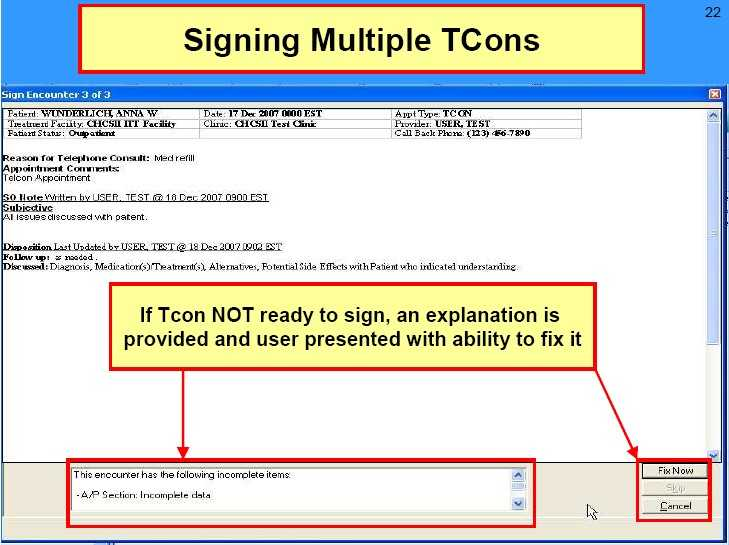 22
Signing Multiple TCons
Sign Encounter 3 of 3
Patient: WUNDERLICH, ANNA W Date: 17 Dec 2007 0000 EST Appt Type: TCON
Treatment Facility: CHCSII ITT Facility Clinic: CHCSII Test Clinic Provider: USER, TEST
Patient Status: Outpatient Call Back Phone: (123) 456-7890
Reason for Telephone Consult: Med refill
Appointment Comments:
Telcon Appointment
SO Note Written by USER, TEST @ 18 Dec 2007 0900 EST
Subjective
All issues discussed with patient.
Disposition Last Updated by USER, TEST @ 18 Dec 2007 0902 EST
Follow up: as needed .
Discussed: Diagnosis, Medication(s)/Treatment(s), Alternatives, Potential Side Effects with Patient who indicated understanding.
If Tcon NOT ready to sign, an explanation is
provided and user presented with ability to fix it
This encounter has the following incomplete items:
- A/P Section: Incomplete data
Fix Now
Skip
Cancel